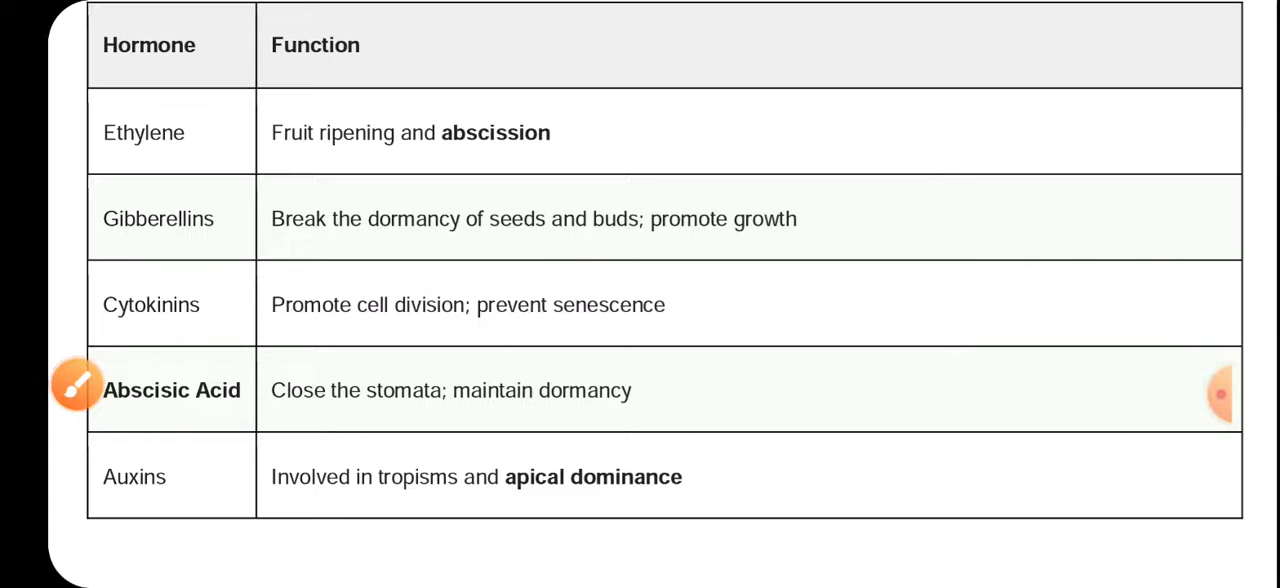 Hormone Function
Ethylene Fruit ripening and abscission
Gibberellins Break the dormancy of seeds and buds; promote growth
Cytokinins Promote cell division; prevent senescence
Abscisic Acid Close the stomata; maintain dormancy
Auxins Involved in tropisms and apical dominance